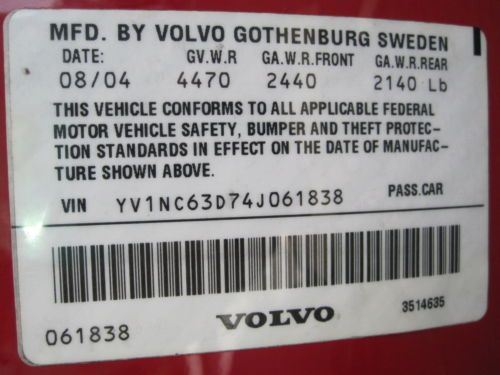 MFD. BY VOLVO GOTHENBURG SWEDEN
DATE: GV.W.R GA.W.R.FRONT GA.W.R.REAR
08/04 4470 2440 2140 Lb
THIS VEHICLE CONFORMS TO ALL APPLICABLE FEDERAL
MOTOR VEHICLE SAFETY, BUMPER AND THEFT PROTEC-
TION STANDARDS IN EFFECT ON THE DATE OF MANUFAC-
TURE SHOWN ABOVE.
VIN YV1NC63D74J061838 PASS.CAR
061838 VOLVO 3514635